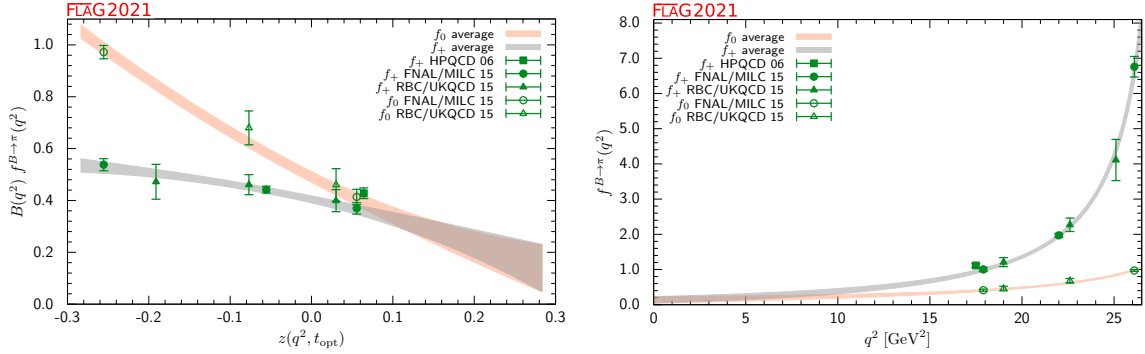 FLAG2021
f₀ average
f₊ average
f₊ HPQCD 06
f₊ FNAL/MILC 15
f₊ RBC/UKQCD 15
f₀ FNAL/MILC 15
f₀ RBC/UKQCD 15
B(q²) f^{B→π}(q²)
1.0
0.8
0.6
0.4
0.2
0.0
-0.3 -0.2 -0.1 0.0 0.1 0.2 0.3
z(q², t_opt)
FLAG2021
f₀ average
f₊ average
f₊ HPQCD 06
f₊ FNAL/MILC 15
f₊ RBC/UKQCD 15
f₀ FNAL/MILC 15
f₀ RBC/UKQCD 15
f^{B→π}(q²)
8.0
7.0
6.0
5.0
4.0
3.0
2.0
1.0
0.0
0 5 10 15 20 25
q² [GeV²]